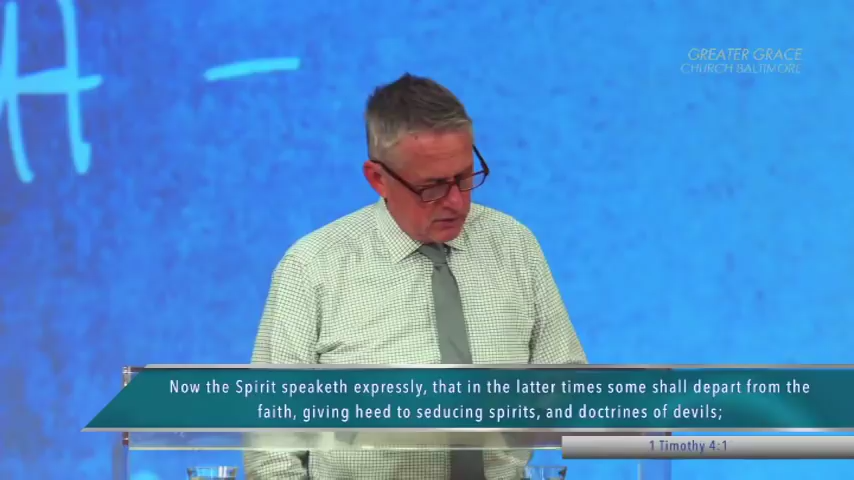 GREATER GRACE
CHURCH BALTIMORE
Now the Spirit speaketh expressly, that in the latter times some shall depart from the
faith, giving heed to seducing spirits, and doctrines of devils;
1 Timothy 4:1